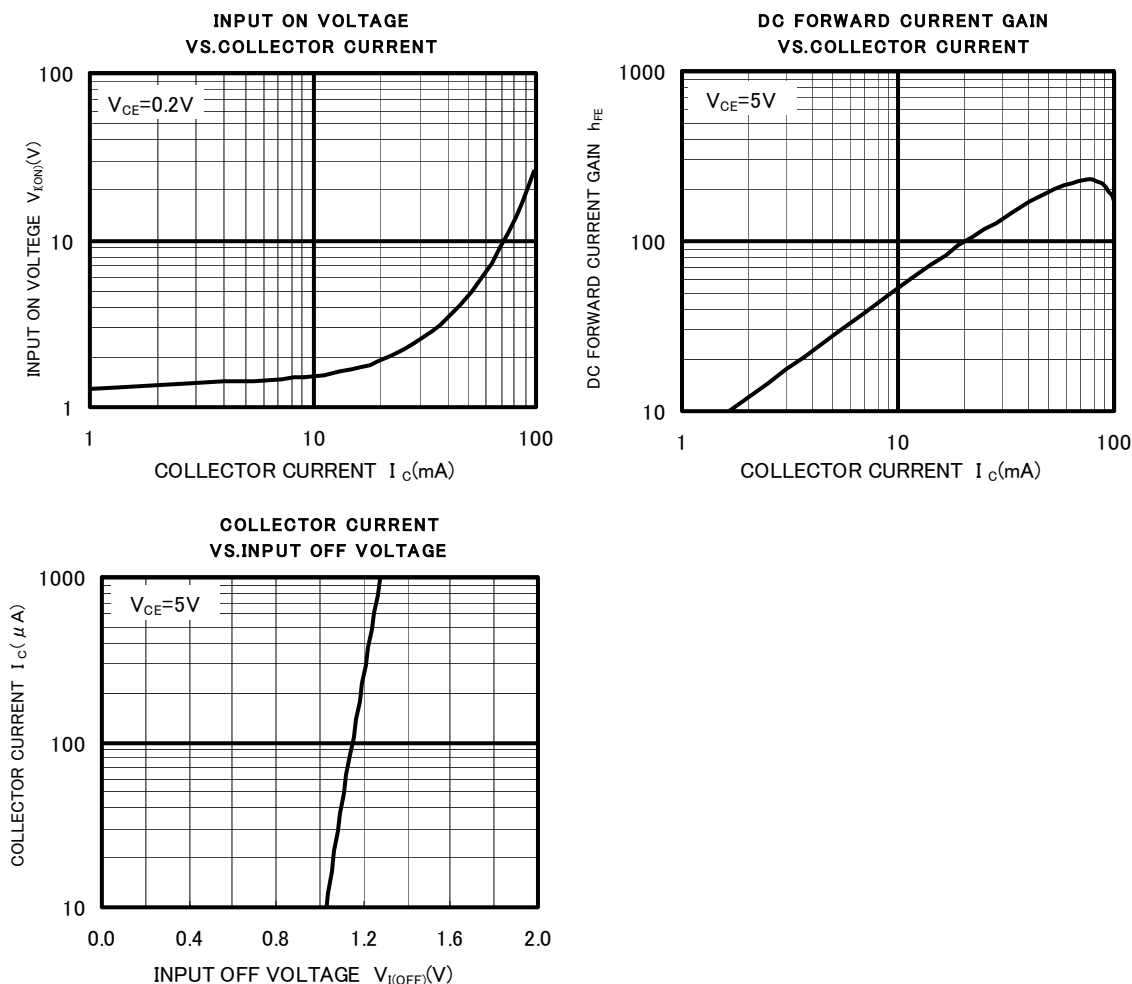 INPUT ON VOLTAGE
VS.COLLECTOR CURRENT
100
10
1
VCE=0.2V
INPUT ON VOLTEGE VI(ON)(V)
1 10 100
COLLECTOR CURRENT I C(mA)
DC FORWARD CURRENT GAIN
VS.COLLECTOR CURRENT
1000
100
10
VCE=5V
DC FORWARD CURRENT GAIN hFE
1 10 100
COLLECTOR CURRENT I C(mA)
COLLECTOR CURRENT
VS.INPUT OFF VOLTAGE
1000
100
10
VCE=5V
COLLECTOR CURRENT I C(μA)
0.0 0.4 0.8 1.2 1.6 2.0
INPUT OFF VOLTAGE VI(OFF)(V)